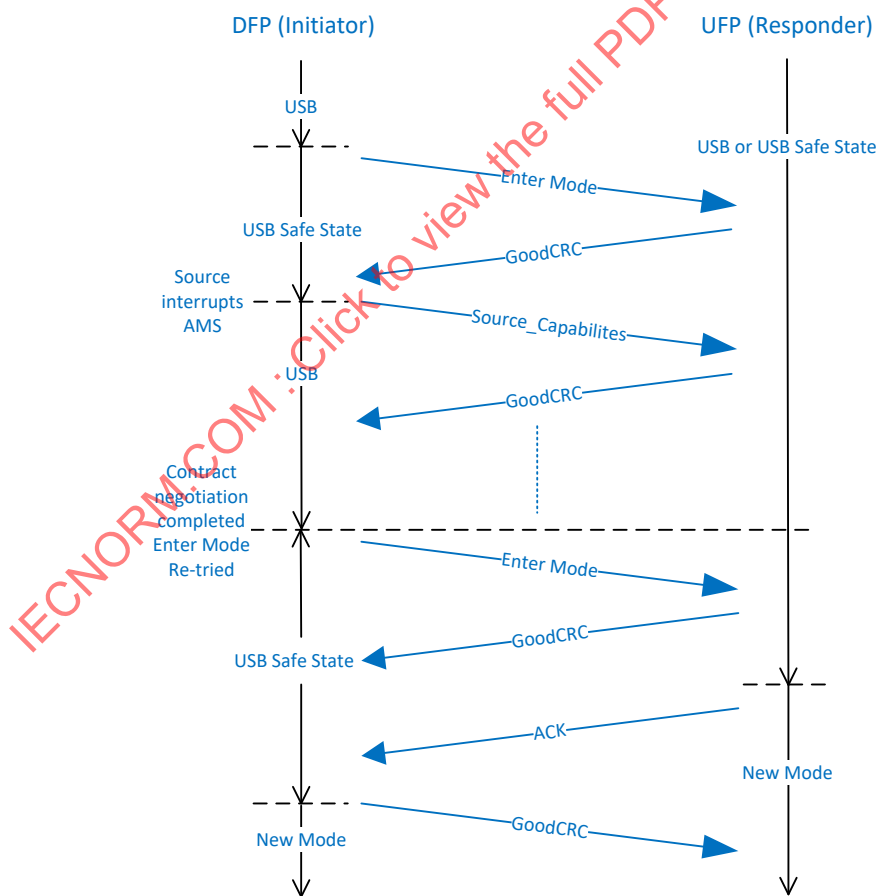 DFP (Initiator)
UFP (Responder)
USB
USB or USB Safe State
Enter Mode
USB Safe State
GoodCRC
Source
interrupts
AMS
Source_Capabilites
USB
GoodCRC
Contract
negotiation
completed
Enter Mode
Re-tried
Enter Mode
GoodCRC
USB Safe State
ACK
New Mode
GoodCRC
New Mode
IECNORM.COM : Click to view the full PDF